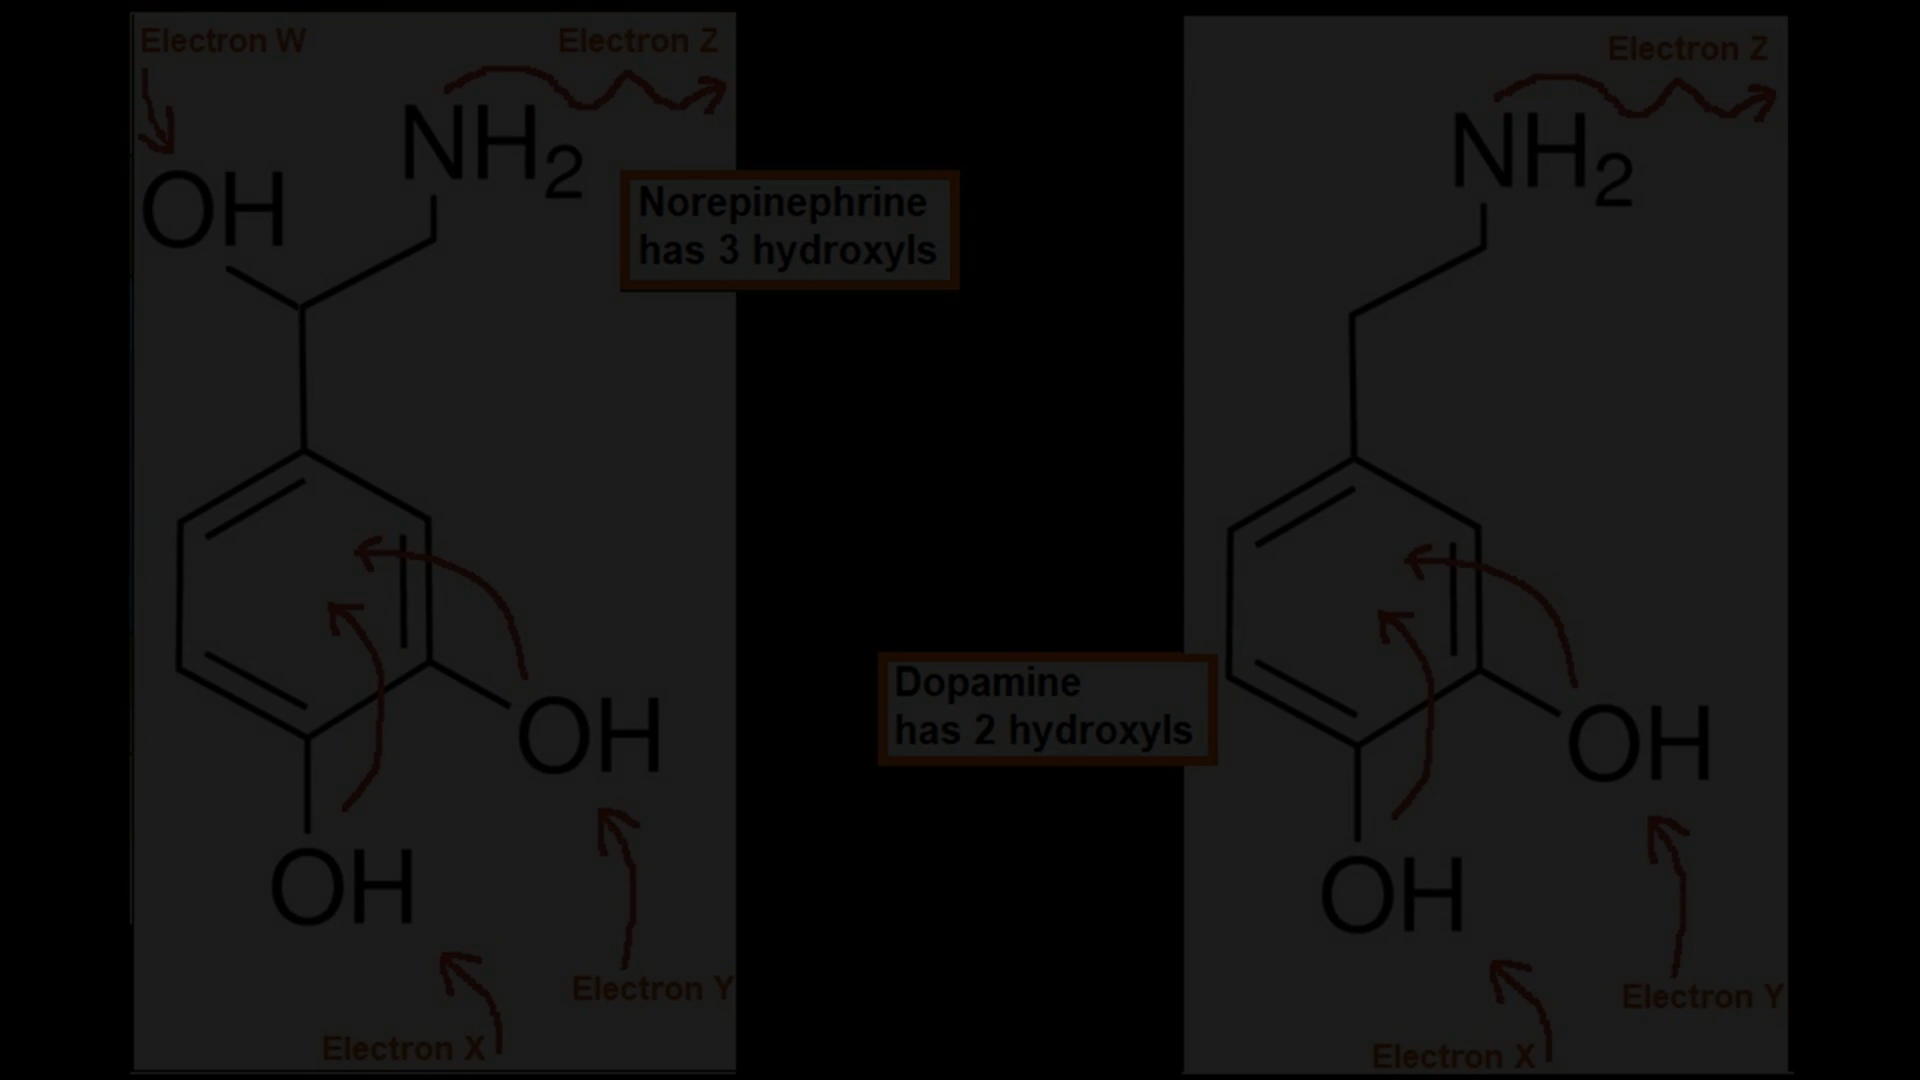 Electron W
Electron Z
OH
NH2
Norepinephrine
has 3 hydroxyls
OH
OH
Electron Y
Electron X
Electron Z
NH2
Dopamine
has 2 hydroxyls
OH
OH
Electron Y
Electron X